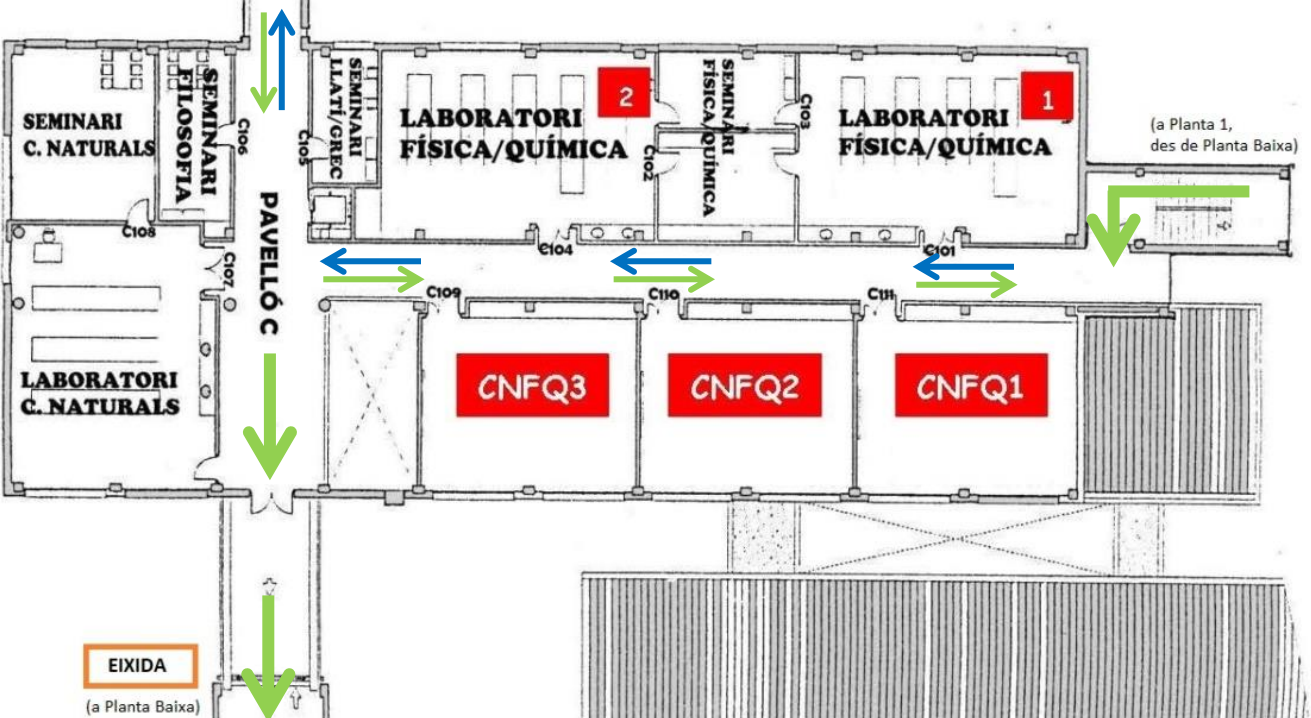 SEMINARI
C. NATURALS
SEMINARI
FILOSOFIA
C106
C108
SEMINARI
LLATÍ/GREC
C105
LABORATORI
FÍSICA/QUÍMICA
2
C102
C104
SEMINARI
FÍSICA/QUÍMICA
C103
LABORATORI
FÍSICA/QUÍMICA
1
C101
(a Planta 1,
des de Planta Baixa)
PAVELLÓ C
C107
LABORATORI
C. NATURALS
C109
C110
C111
CNFQ3
CNFQ2
CNFQ1
EIXIDA
(a Planta Baixa)